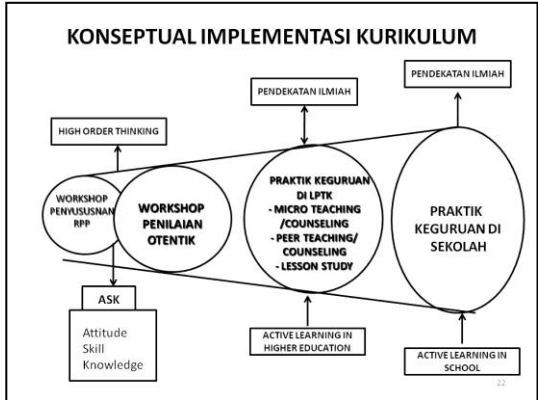 KONSEPTUAL IMPLEMENTASI KURIKULUM
PENDEKATAN ILMIAH
PENDEKATAN ILMIAH
HIGH ORDER THINKING
WORKSHOP
PENYUSUSNAN
RPP
WORKSHOP
PENILAIAN
OTENTIK
PRAKTIK KEGURUAN
DI LPTK
- MICRO TEACHING
/COUNSELING
- PEER TEACHING/
COUNSELING
- LESSON STUDY
PRAKTIK
KEGURUAN DI
SEKOLAH
ASK
Attitude
Skill
Knowledge
ACTIVE LEARNING IN
HIGHER EDUCATION
ACTIVE LEARNING IN
SCHOOL
22